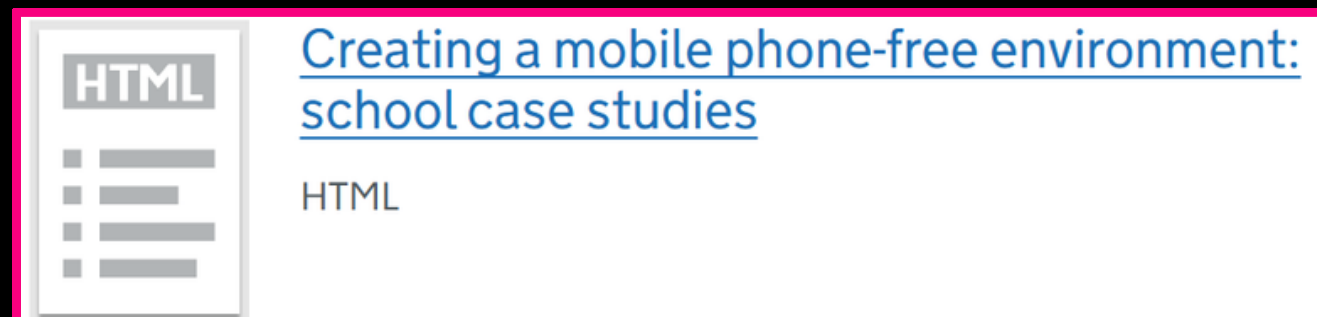 HTML
Creating a mobile phone-free environment:
school case studies
HTML